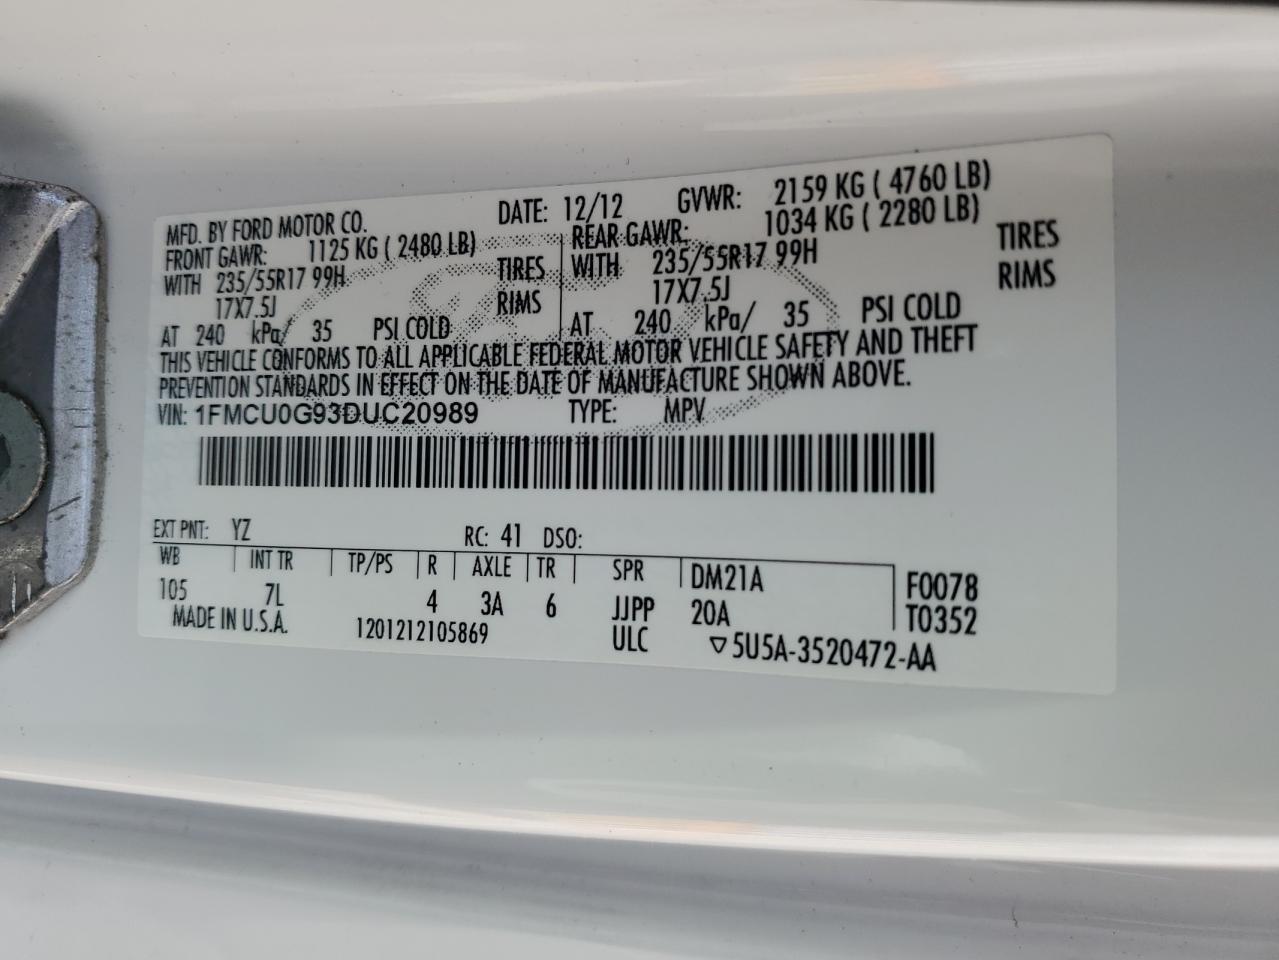 MFD. BY FORD MOTOR CO. DATE: 12/12 GVWR: 2159 KG ( 4760 LB)
FRONT GAWR: 1125 KG ( 2480 LB) REAR GAWR: 1034 KG ( 2280 LB)
WITH 235/55R17 99H TIRES WITH 235/55R17 99H TIRES
17X7.5J RIMS 17X7.5J RIMS
AT 240 kPa/ 35 PSI COLD AT 240 kPa/ 35 PSI COLD
THIS VEHICLE CONFORMS TO ALL APPLICABLE FEDERAL MOTOR VEHICLE SAFETY AND THEFT
PREVENTION STANDARDS IN EFFECT ON THE DATE OF MANUFACTURE SHOWN ABOVE.
VIN: 1FMCU0G93DUC20989 TYPE: MPV
EXT PNT: YZ RC: 41 DSO:
WB INT TR TP/PS R AXLE TR SPR DM21A F0078
105 7L 4 3A 6 JJPP 20A T0352
MADE IN U.S.A. 1201212105869 ULC ▽5U5A-3520472-AA